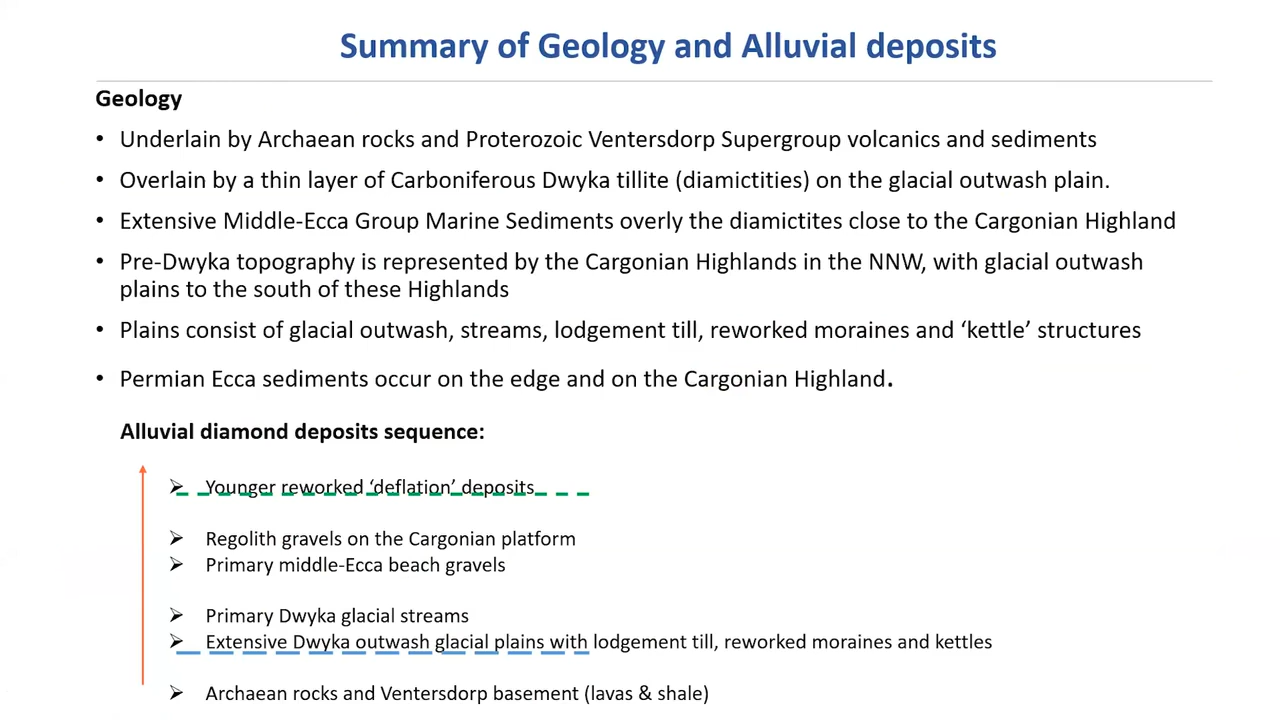 Summary of Geology and Alluvial deposits
Geology
• Underlain by Archaean rocks and Proterozoic Ventersdorp Supergroup volcanics and sediments
• Overlain by a thin layer of Carboniferous Dwyka tillite (diamictities) on the glacial outwash plain.
• Extensive Middle-Ecca Group Marine Sediments overly the diamictites close to the Cargonian Highland
• Pre-Dwyka topography is represented by the Cargonian Highlands in the NNW, with glacial outwash
plains to the south of these Highlands
• Plains consist of glacial outwash, streams, lodgement till, reworked moraines and ‘kettle’ structures
• Permian Ecca sediments occur on the edge and on the Cargonian Highland.
Alluvial diamond deposits sequence:
➢ Younger reworked ‘deflation’ deposits
➢ Regolith gravels on the Cargonian platform
➢ Primary middle-Ecca beach gravels
➢ Primary Dwyka glacial streams
➢ Extensive Dwyka outwash glacial plains with lodgement till, reworked moraines and kettles
➢ Archaean rocks and Ventersdorp basement (lavas & shale)